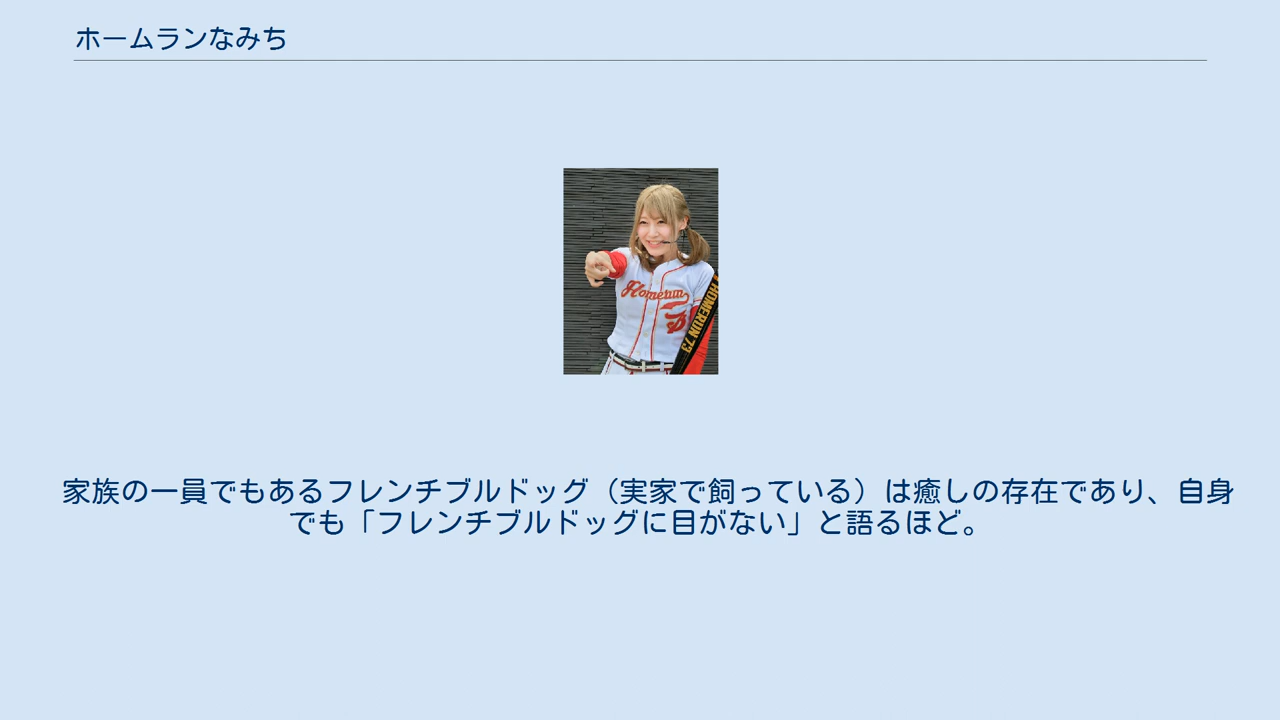 ホームランなみち
Homerun
HOMERUN 73
家族の一員でもあるフレンチブルドッグ（実家で飼っている）は癒しの存在であり、自身
でも「フレンチブルドッグに目がない」と語るほど。